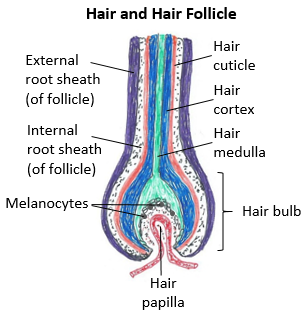 Hair and Hair Follicle
External
root sheath
(of follicle)
Internal
root sheath
(of follicle)
Melanocytes
Hair
cuticle
Hair
cortex
Hair
medulla
Hair bulb
Hair
papilla